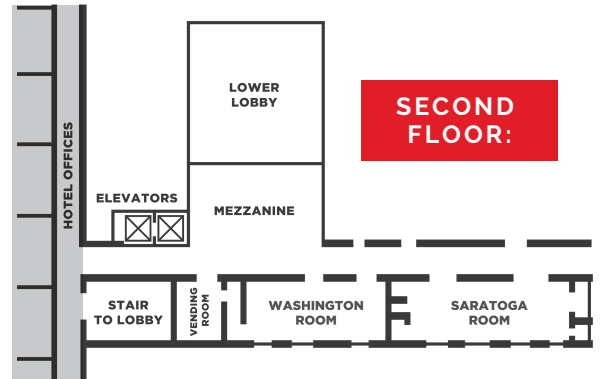 LOWER
LOBBY
SECOND
FLOOR:
HOTEL OFFICES
ELEVATORS
MEZZANINE
STAIR
TO LOBBY
VENDING
ROOM
WASHINGTON
ROOM
SARATOGA
ROOM